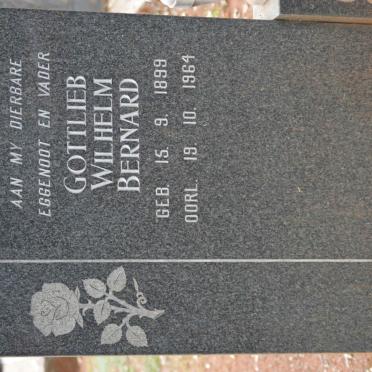 AAN MY DIERBARE
EGGENOOT EN VADER
GOTTLIEB
WILHELM
BERNARD
GEB. 15. 9. 1899
OORL. 19. 10. 1964